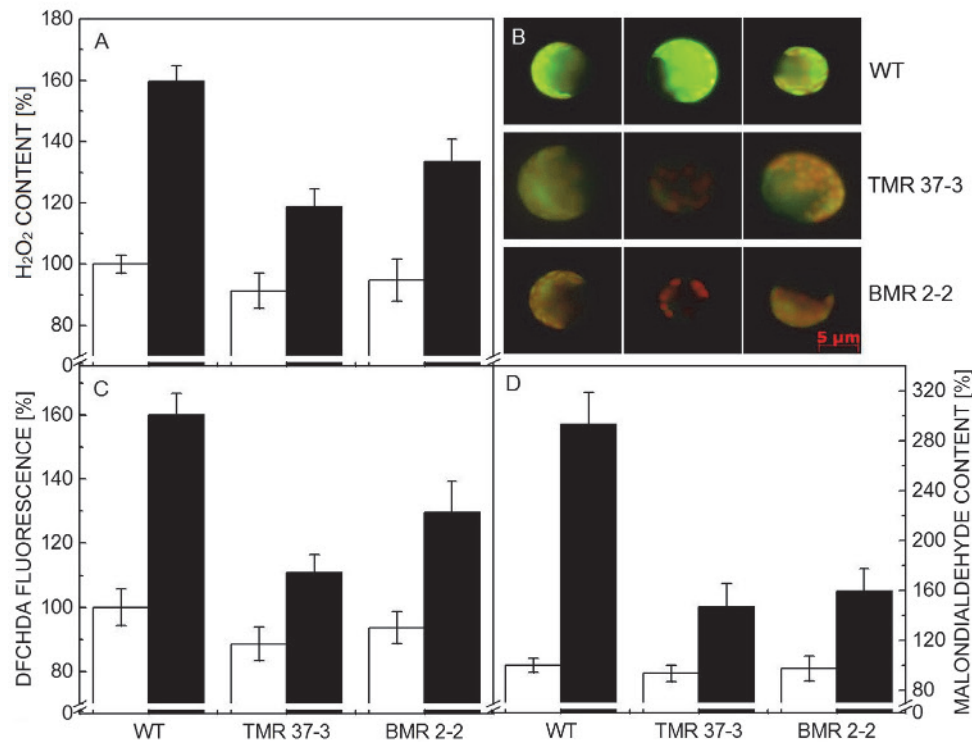 A
H₂O₂ CONTENT [%]
180
160
140
120
100
80
0
B
WT
TMR 37-3
BMR 2-2
5 µm
C
DFCHDA FLUORESCENCE [%]
160
140
120
100
80
0
WT TMR 37-3 BMR 2-2
D
MALONDIALDEHYDE CONTENT [%]
320
280
240
200
160
120
80
0
WT TMR 37-3 BMR 2-2